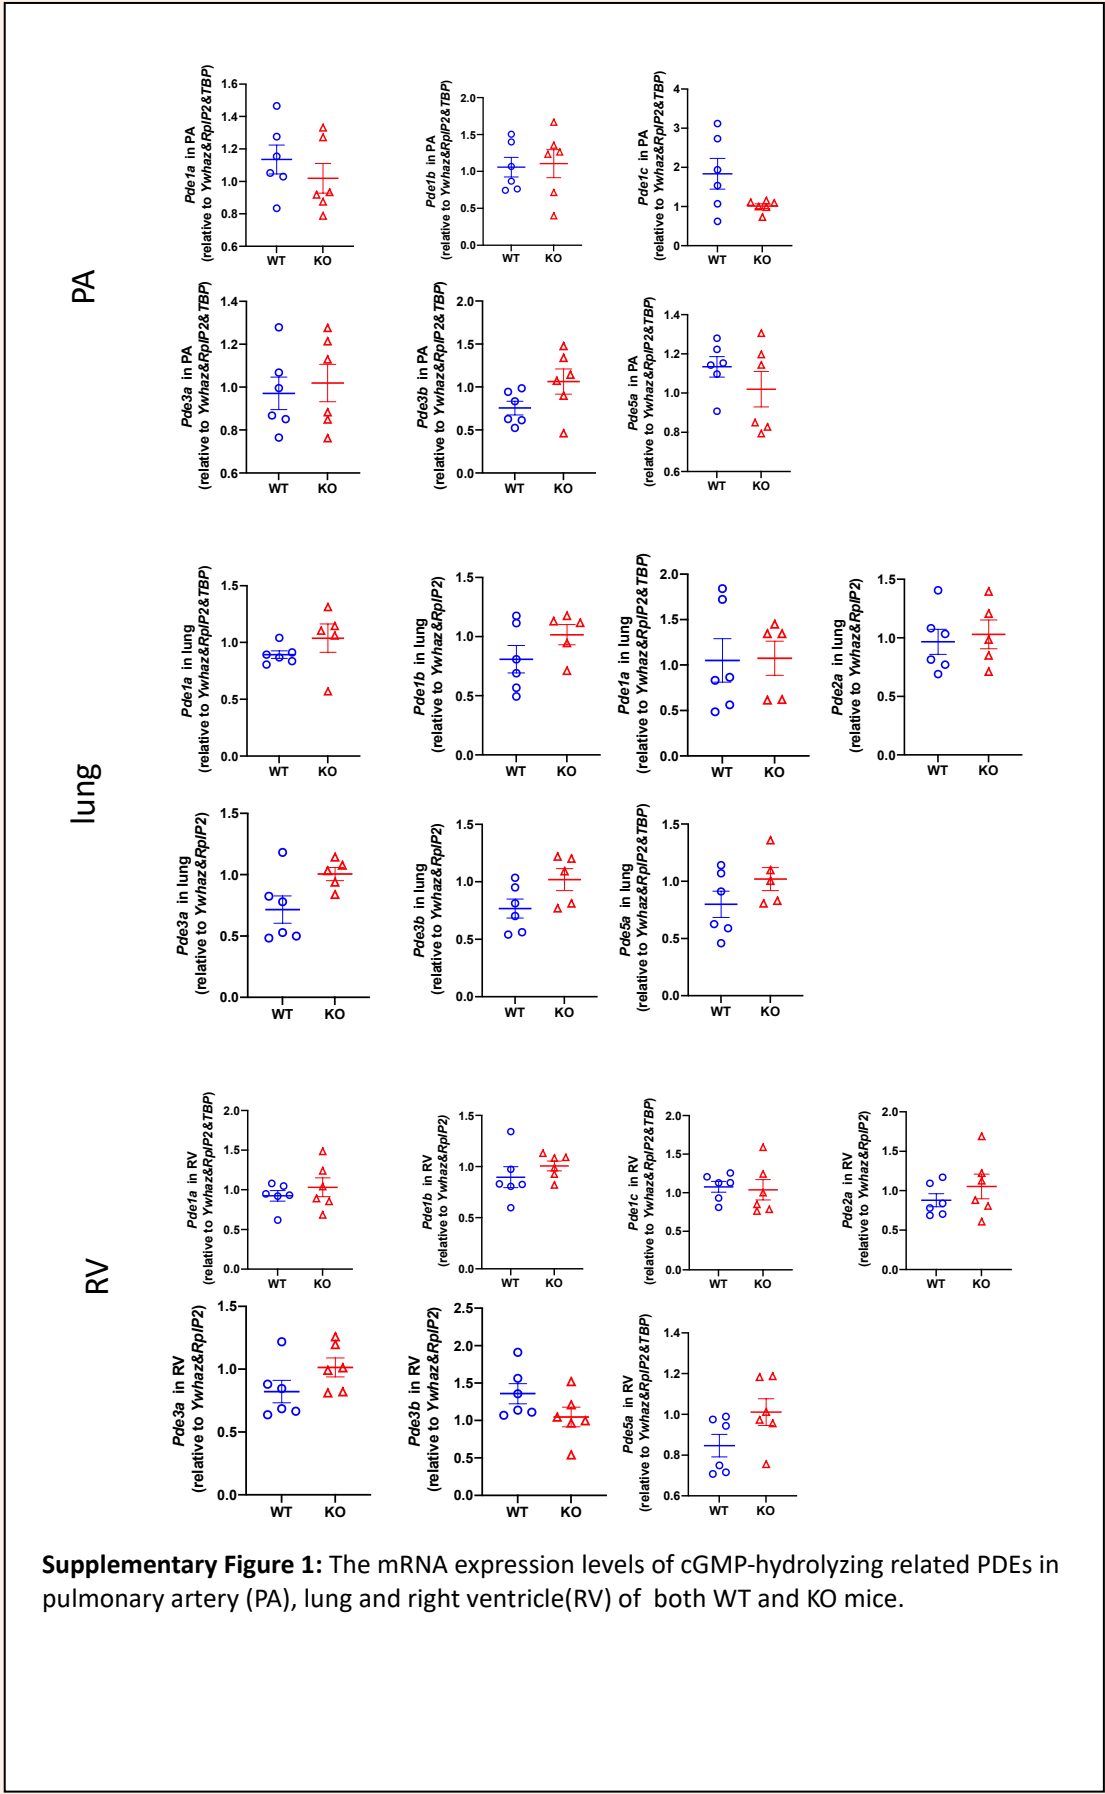 PA
Pde1a in PA
(relative to Ywhaz&RplP2&TBP)
1.6
1.4
1.2
1.0
0.8
0.6
WT KO
Pde1b in PA
(relative to Ywhaz&RplP2&TBP)
2.0
1.5
1.0
0.5
0.0
WT KO
Pde1c in PA
(relative to Ywhaz&RplP2&TBP)
4
3
2
1
0
WT KO
Pde3a in PA
(relative to Ywhaz&RplP2&TBP)
1.4
1.2
1.0
0.8
0.6
WT KO
Pde3b in PA
(relative to Ywhaz&RplP2&TBP)
2.0
1.5
1.0
0.5
0.0
WT KO
Pde5a in PA
(relative to Ywhaz&RplP2&TBP)
1.4
1.2
1.0
0.8
0.6
WT KO
lung
Pde1a in lung
(relative to Ywhaz&RplP2&TBP)
1.5
1.0
0.5
0.0
WT KO
Pde1b in lung
(relative to Ywhaz&RplP2)
1.5
1.0
0.5
0.0
WT KO
Pde1a in lung
(relative to Ywhaz&RplP2&TBP)
2.0
1.5
1.0
0.5
0.0
WT KO
Pde2a in lung
(relative to Ywhaz&RplP2)
1.5
1.0
0.5
0.0
WT KO
Pde3a in lung
(relative to Ywhaz&RplP2)
1.5
1.0
0.5
0.0
WT KO
Pde3b in lung
(relative to Ywhaz&RplP2)
1.5
1.0
0.5
0.0
WT KO
Pde5a in lung
(relative to Ywhaz&RplP2&TBP)
1.5
1.0
0.5
0.0
WT KO
RV
Pde1a in RV
(relative to Ywhaz&RplP2&TBP)
2.0
1.5
1.0
0.5
0.0
WT KO
Pde1b in RV
(relative to Ywhaz&RplP2)
1.5
1.0
0.5
0.0
WT KO
Pde1c in RV
(relative to Ywhaz&RplP2&TBP)
2.0
1.5
1.0
0.5
0.0
WT KO
Pde2a in RV
(relative to Ywhaz&RplP2)
2.0
1.5
1.0
0.5
0.0
WT KO
Pde3a in RV
(relative to Ywhaz&RplP2)
1.5
1.0
0.5
0.0
WT KO
Pde3b in RV
(relative to Ywhaz&RplP2)
2.5
2.0
1.5
1.0
0.5
0.0
WT KO
Pde5a in RV
(relative to Ywhaz&RplP2&TBP)
1.4
1.2
1.0
0.8
0.6
WT KO
Supplementary Figure 1: The mRNA expression levels of cGMP-hydrolyzing related PDEs in
pulmonary artery (PA), lung and right ventricle(RV) of both WT and KO mice.